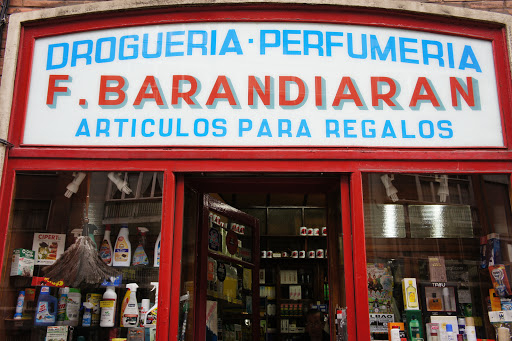 DROGUERIA · PERFUMERIA
F. BARANDIARAN
ARTICULOS PARA REGALOS